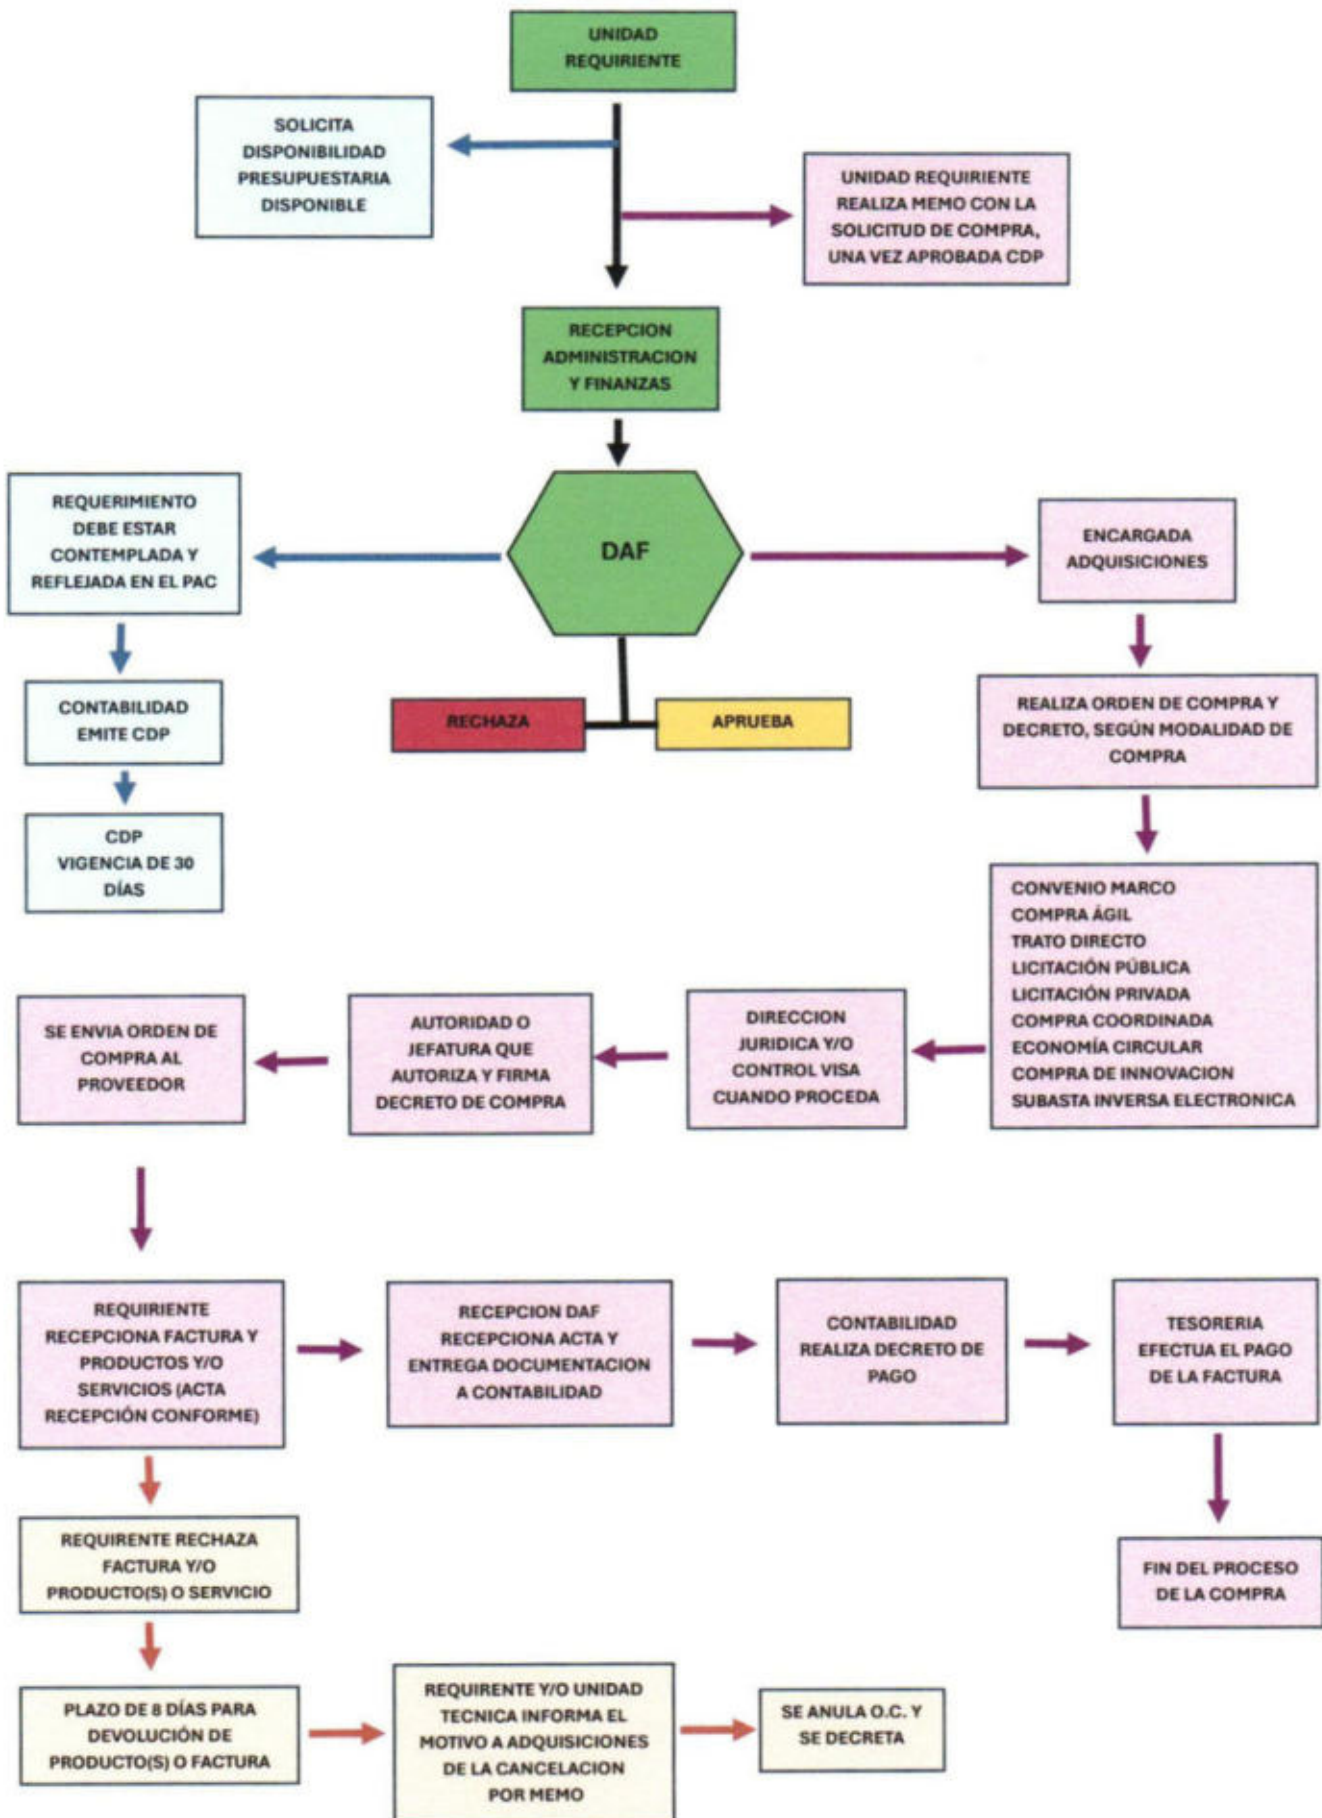 UNIDAD
REQUIRIENTE
SOLICITA
DISPONIBILIDAD
PRESUPUESTARIA
DISPONIBLE
UNIDAD REQUIRIENTE
REALIZA MEMO CON LA
SOLICITUD DE COMPRA,
UNA VEZ APROBADA CDP
RECEPCION
ADMINISTRACION
Y FINANZAS
DAF
REQUERIMIENTO
DEBE ESTAR
CONTEMPLADA Y
REFLEJADA EN EL PAC
ENCARGADA
ADQUISICIONES
RECHAZA
APRUEBA
CONTABILIDAD
EMITE CDP
REALIZA ORDEN DE COMPRA Y
DECRETO, SEGÚN MODALIDAD DE
COMPRA
CDP
VIGENCIA DE 30
DÍAS
CONVENIO MARCO
COMPRA ÁGIL
TRATO DIRECTO
LICITACIÓN PÚBLICA
LICITACIÓN PRIVADA
COMPRA COORDINADA
ECONOMÍA CIRCULAR
COMPRA DE INNOVACION
SUBASTA INVERSA ELECTRONICA
DIRECCION
JURIDICA Y/O
CONTROL VISA
CUANDO PROCEDA
AUTORIDAD O
JEFATURA QUE
AUTORIZA Y FIRMA
DECRETO DE COMPRA
SE ENVIA ORDEN DE
COMPRA AL
PROVEEDOR
REQUIRIENTE
RECEPCIONA FACTURA Y
PRODUCTOS Y/O
SERVICIOS (ACTA
RECEPCIÓN CONFORME)
RECEPCION DAF
RECEPCIONA ACTA Y
ENTREGA DOCUMENTACION
A CONTABILIDAD
CONTABILIDAD
REALIZA DECRETO DE
PAGO
TESORERIA
EFECTUA EL PAGO
DE LA FACTURA
REQUIRENTE RECHAZA
FACTURA Y/O
PRODUCTO(S) O SERVICIO
FIN DEL PROCESO
DE LA COMPRA
PLAZO DE 8 DÍAS PARA
DEVOLUCIÓN DE
PRODUCTO(S) O FACTURA
REQUIRENTE Y/O UNIDAD
TECNICA INFORMA EL
MOTIVO A ADQUISICIONES
DE LA CANCELACION
POR MEMO
SE ANULA O.C. Y
SE DECRETA